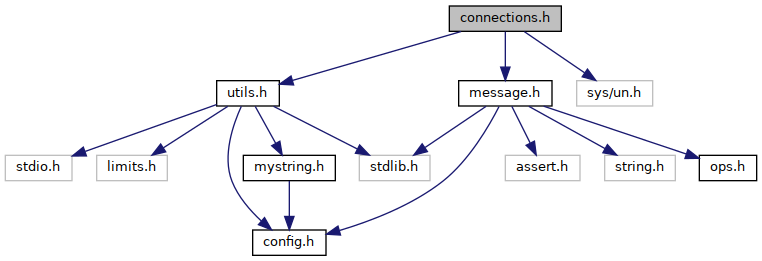 connections.h
utils.h
message.h
sys/un.h
stdio.h
limits.h
mystring.h
stdlib.h
assert.h
string.h
ops.h
config.h